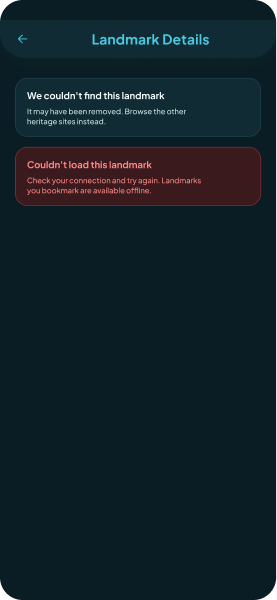 Landmark Details
We couldn't find this landmark
It may have been removed. Browse the other
heritage sites instead.
Couldn't load this landmark
Check your connection and try again. Landmarks
you bookmark are available offline.